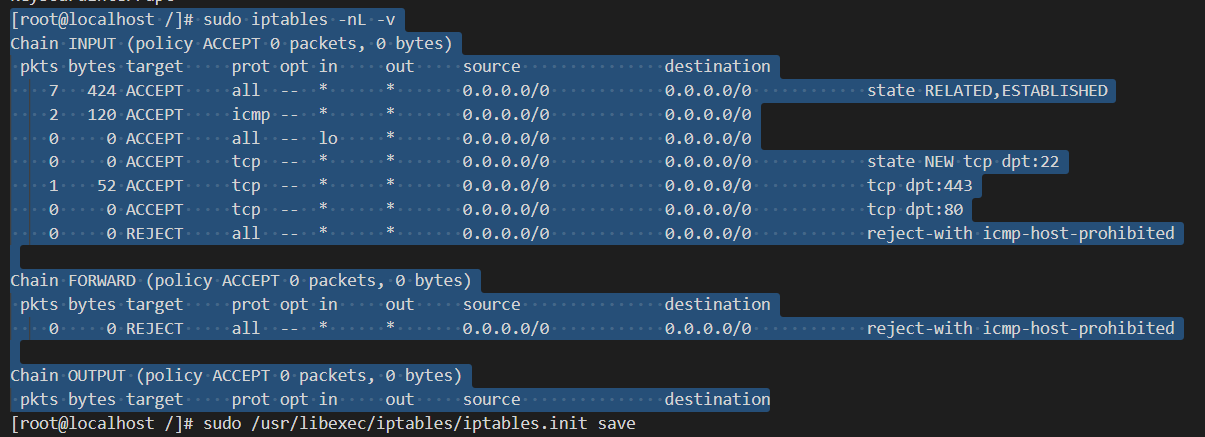 [root@localhost /]# sudo iptables -nL -v
Chain INPUT (policy ACCEPT 0 packets, 0 bytes)
pkts bytes target     prot opt in     out     source               destination
7   424 ACCEPT     all  --  *      *       0.0.0.0/0            0.0.0.0/0            state RELATED,ESTABLISHED
2   120 ACCEPT     icmp --  *      *       0.0.0.0/0            0.0.0.0/0
0     0 ACCEPT     all  --  lo     *       0.0.0.0/0            0.0.0.0/0
0     0 ACCEPT     tcp  --  *      *       0.0.0.0/0            0.0.0.0/0            state NEW tcp dpt:22
1    52 ACCEPT     tcp  --  *      *       0.0.0.0/0            0.0.0.0/0            tcp dpt:443
0     0 ACCEPT     tcp  --  *      *       0.0.0.0/0            0.0.0.0/0            tcp dpt:80
0     0 REJECT     all  --  *      *       0.0.0.0/0            0.0.0.0/0            reject-with icmp-host-prohibited
Chain FORWARD (policy ACCEPT 0 packets, 0 bytes)
pkts bytes target     prot opt in     out     source               destination
0     0 REJECT     all  --  *      *       0.0.0.0/0            0.0.0.0/0            reject-with icmp-host-prohibited
Chain OUTPUT (policy ACCEPT 0 packets, 0 bytes)
pkts bytes target     prot opt in     out     source               destination
[root@localhost /]# sudo /usr/libexec/iptables/iptables.init save